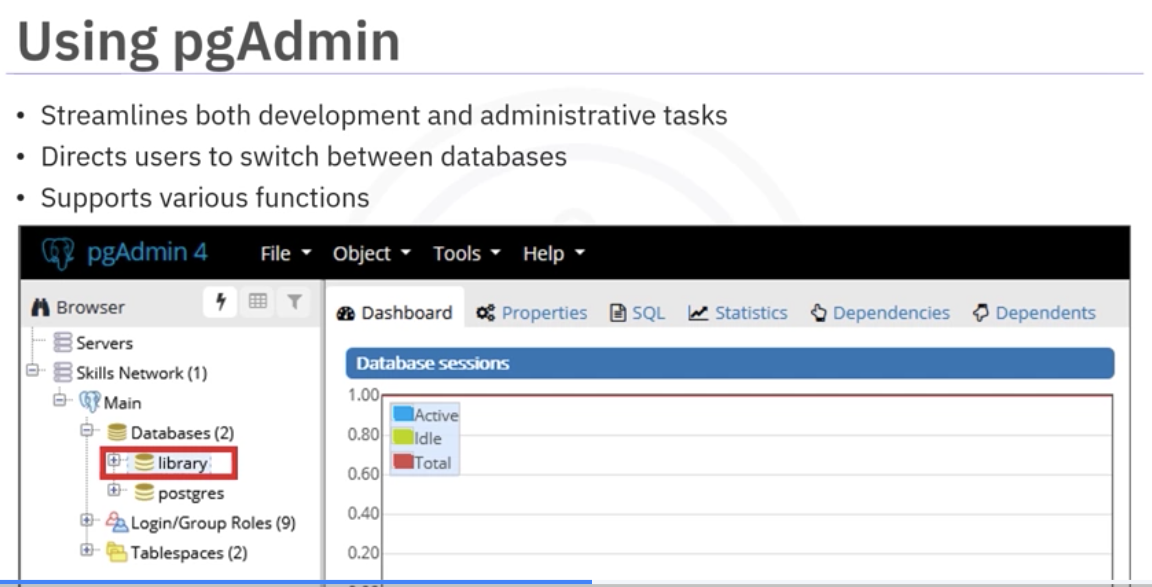 Using pgAdmin
• Streamlines both development and administrative tasks
• Directs users to switch between databases
• Supports various functions
pgAdmin 4 File Object Tools Help
Browser
Dashboard Properties SQL Statistics Dependencies Dependents
Servers
Skills Network (1)
Main
Databases (2)
library
postgres
Login/Group Roles (9)
Tablespaces (2)
Database sessions
1.00
Active
0.80
Idle
Total
0.60
0.40
0.20